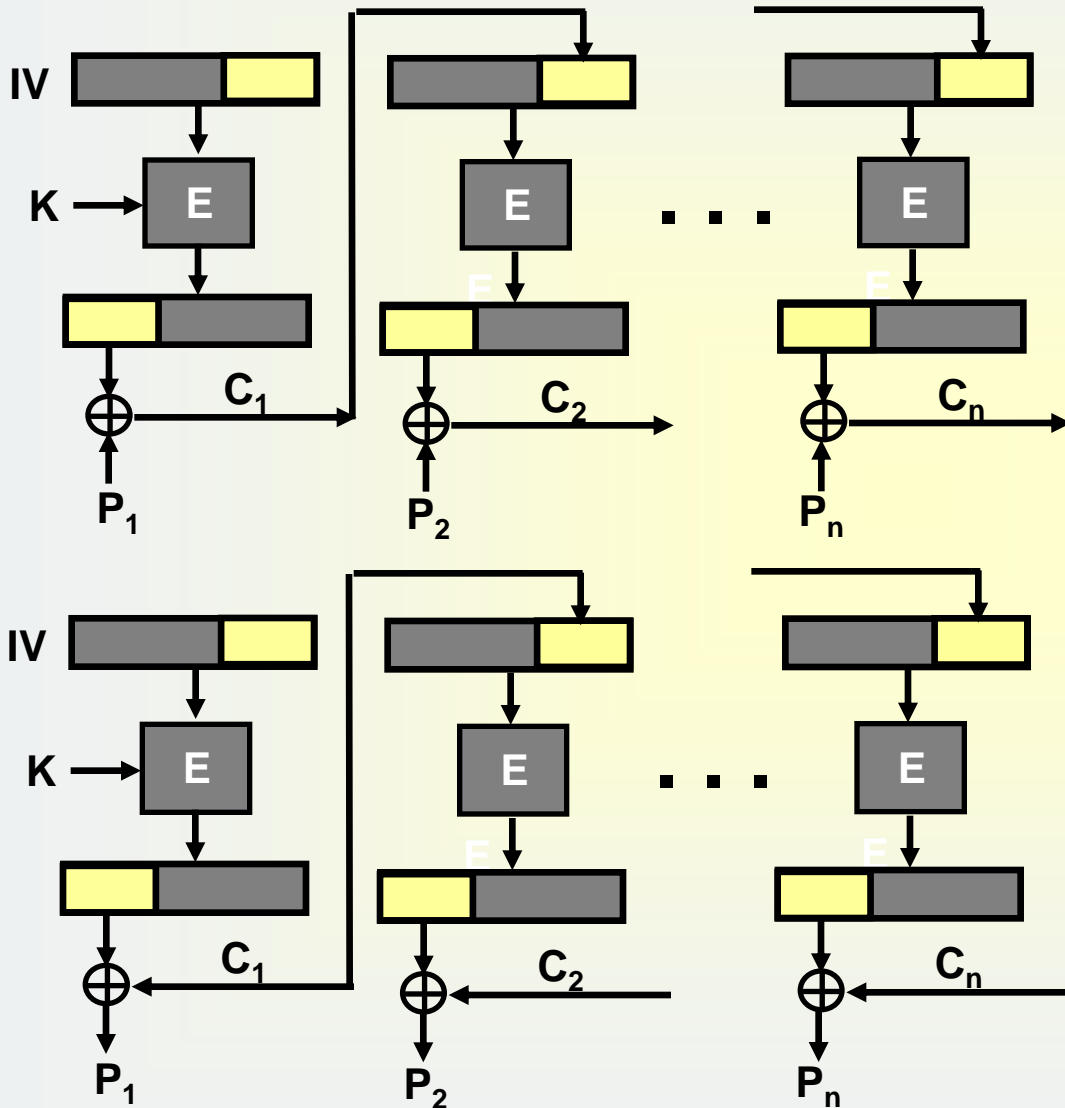 IV
K E E . . . E
E E
C₁ C₂ Cₙ
P₁ P₂ Pₙ
IV
K E E . . . E
E E
C₁ C₂ Cₙ
P₁ P₂ Pₙ